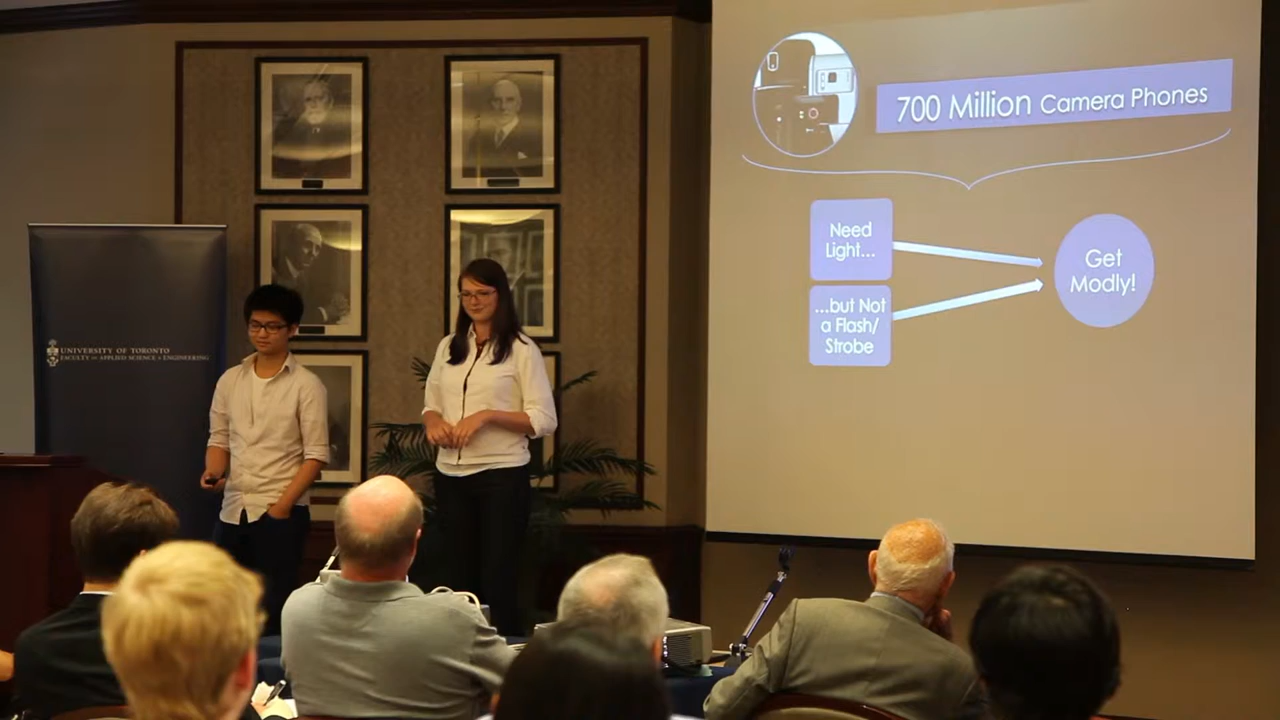 UNIVERSITY OF TORONTO
FACULTY OF APPLIED SCIENCE & ENGINEERING
700 Million Camera Phones
Need
Light...
...but Not
a Flash/
Strobe
Get
Modly!